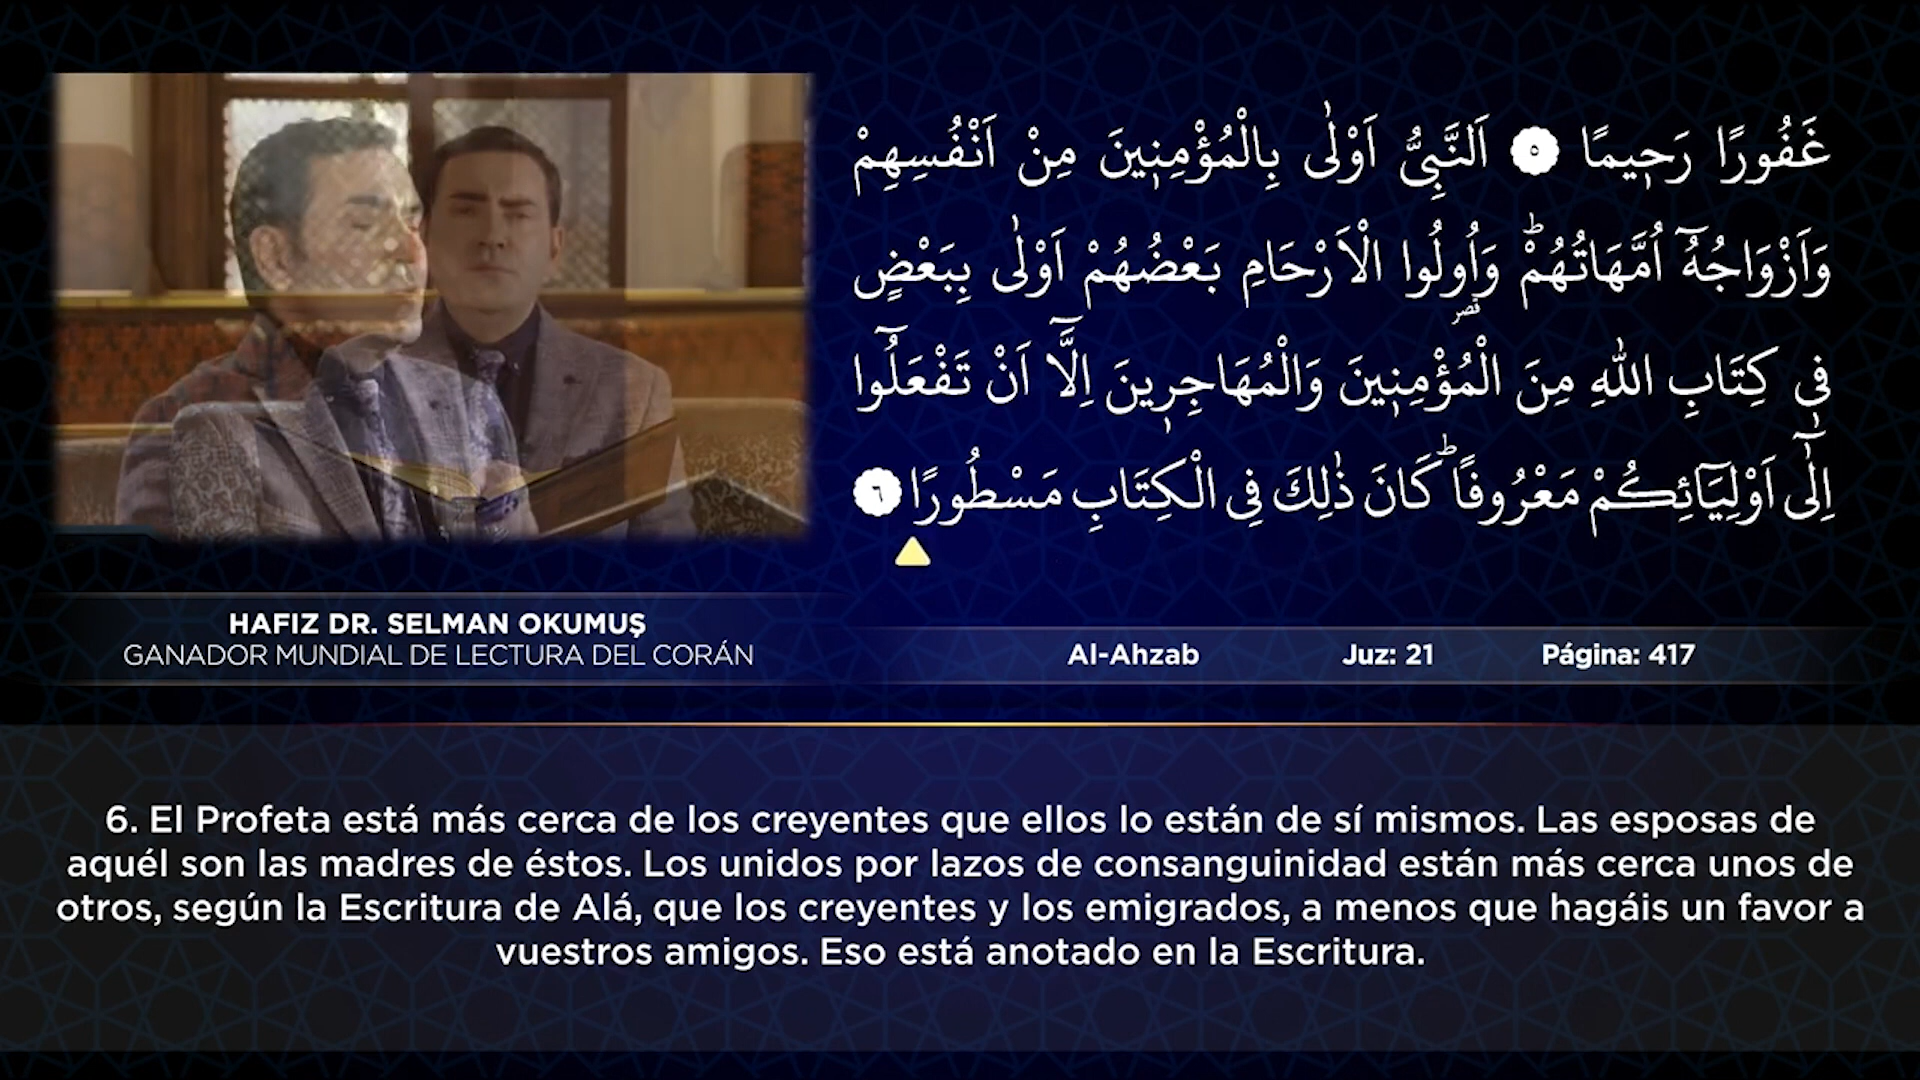 غَفُورًا رَحٖيمًا ﴿٥﴾ اَلنَّبِىُّ اَوْلٰى بِالْمُؤْمِنٖينَ مِنْ اَنْفُسِهِمْ
وَاَزْوَاجُهُٓ اُمَّهَاتُهُمْؕ وَاُولُوا الْاَرْحَامِ بَعْضُهُمْ اَوْلٰى بِبَعْضٍ
قصر
فٖى كِتَابِ اللّٰهِ مِنَ الْمُؤْمِنٖينَ وَالْمُهَاجِرٖينَ اِلَّٓا اَنْ تَفْعَلُٓوا
اِلٰٓى اَوْلِيَٓائِكُمْ مَعْرُوفًاؕ كَانَ ذٰلِكَ فِى الْكِتَابِ مَسْطُورًا ﴿٦﴾
HAFIZ DR. SELMAN OKUMUŞ
GANADOR MUNDIAL DE LECTURA DEL CORÁN
Al-Ahzab Juz: 21 Página: 417
6. El Profeta está más cerca de los creyentes que ellos lo están de sí mismos. Las esposas de
aquél son las madres de éstos. Los unidos por lazos de consanguinidad están más cerca unos de
otros, según la Escritura de Alá, que los creyentes y los emigrados, a menos que hagáis un favor a
vuestros amigos. Eso está anotado en la Escritura.